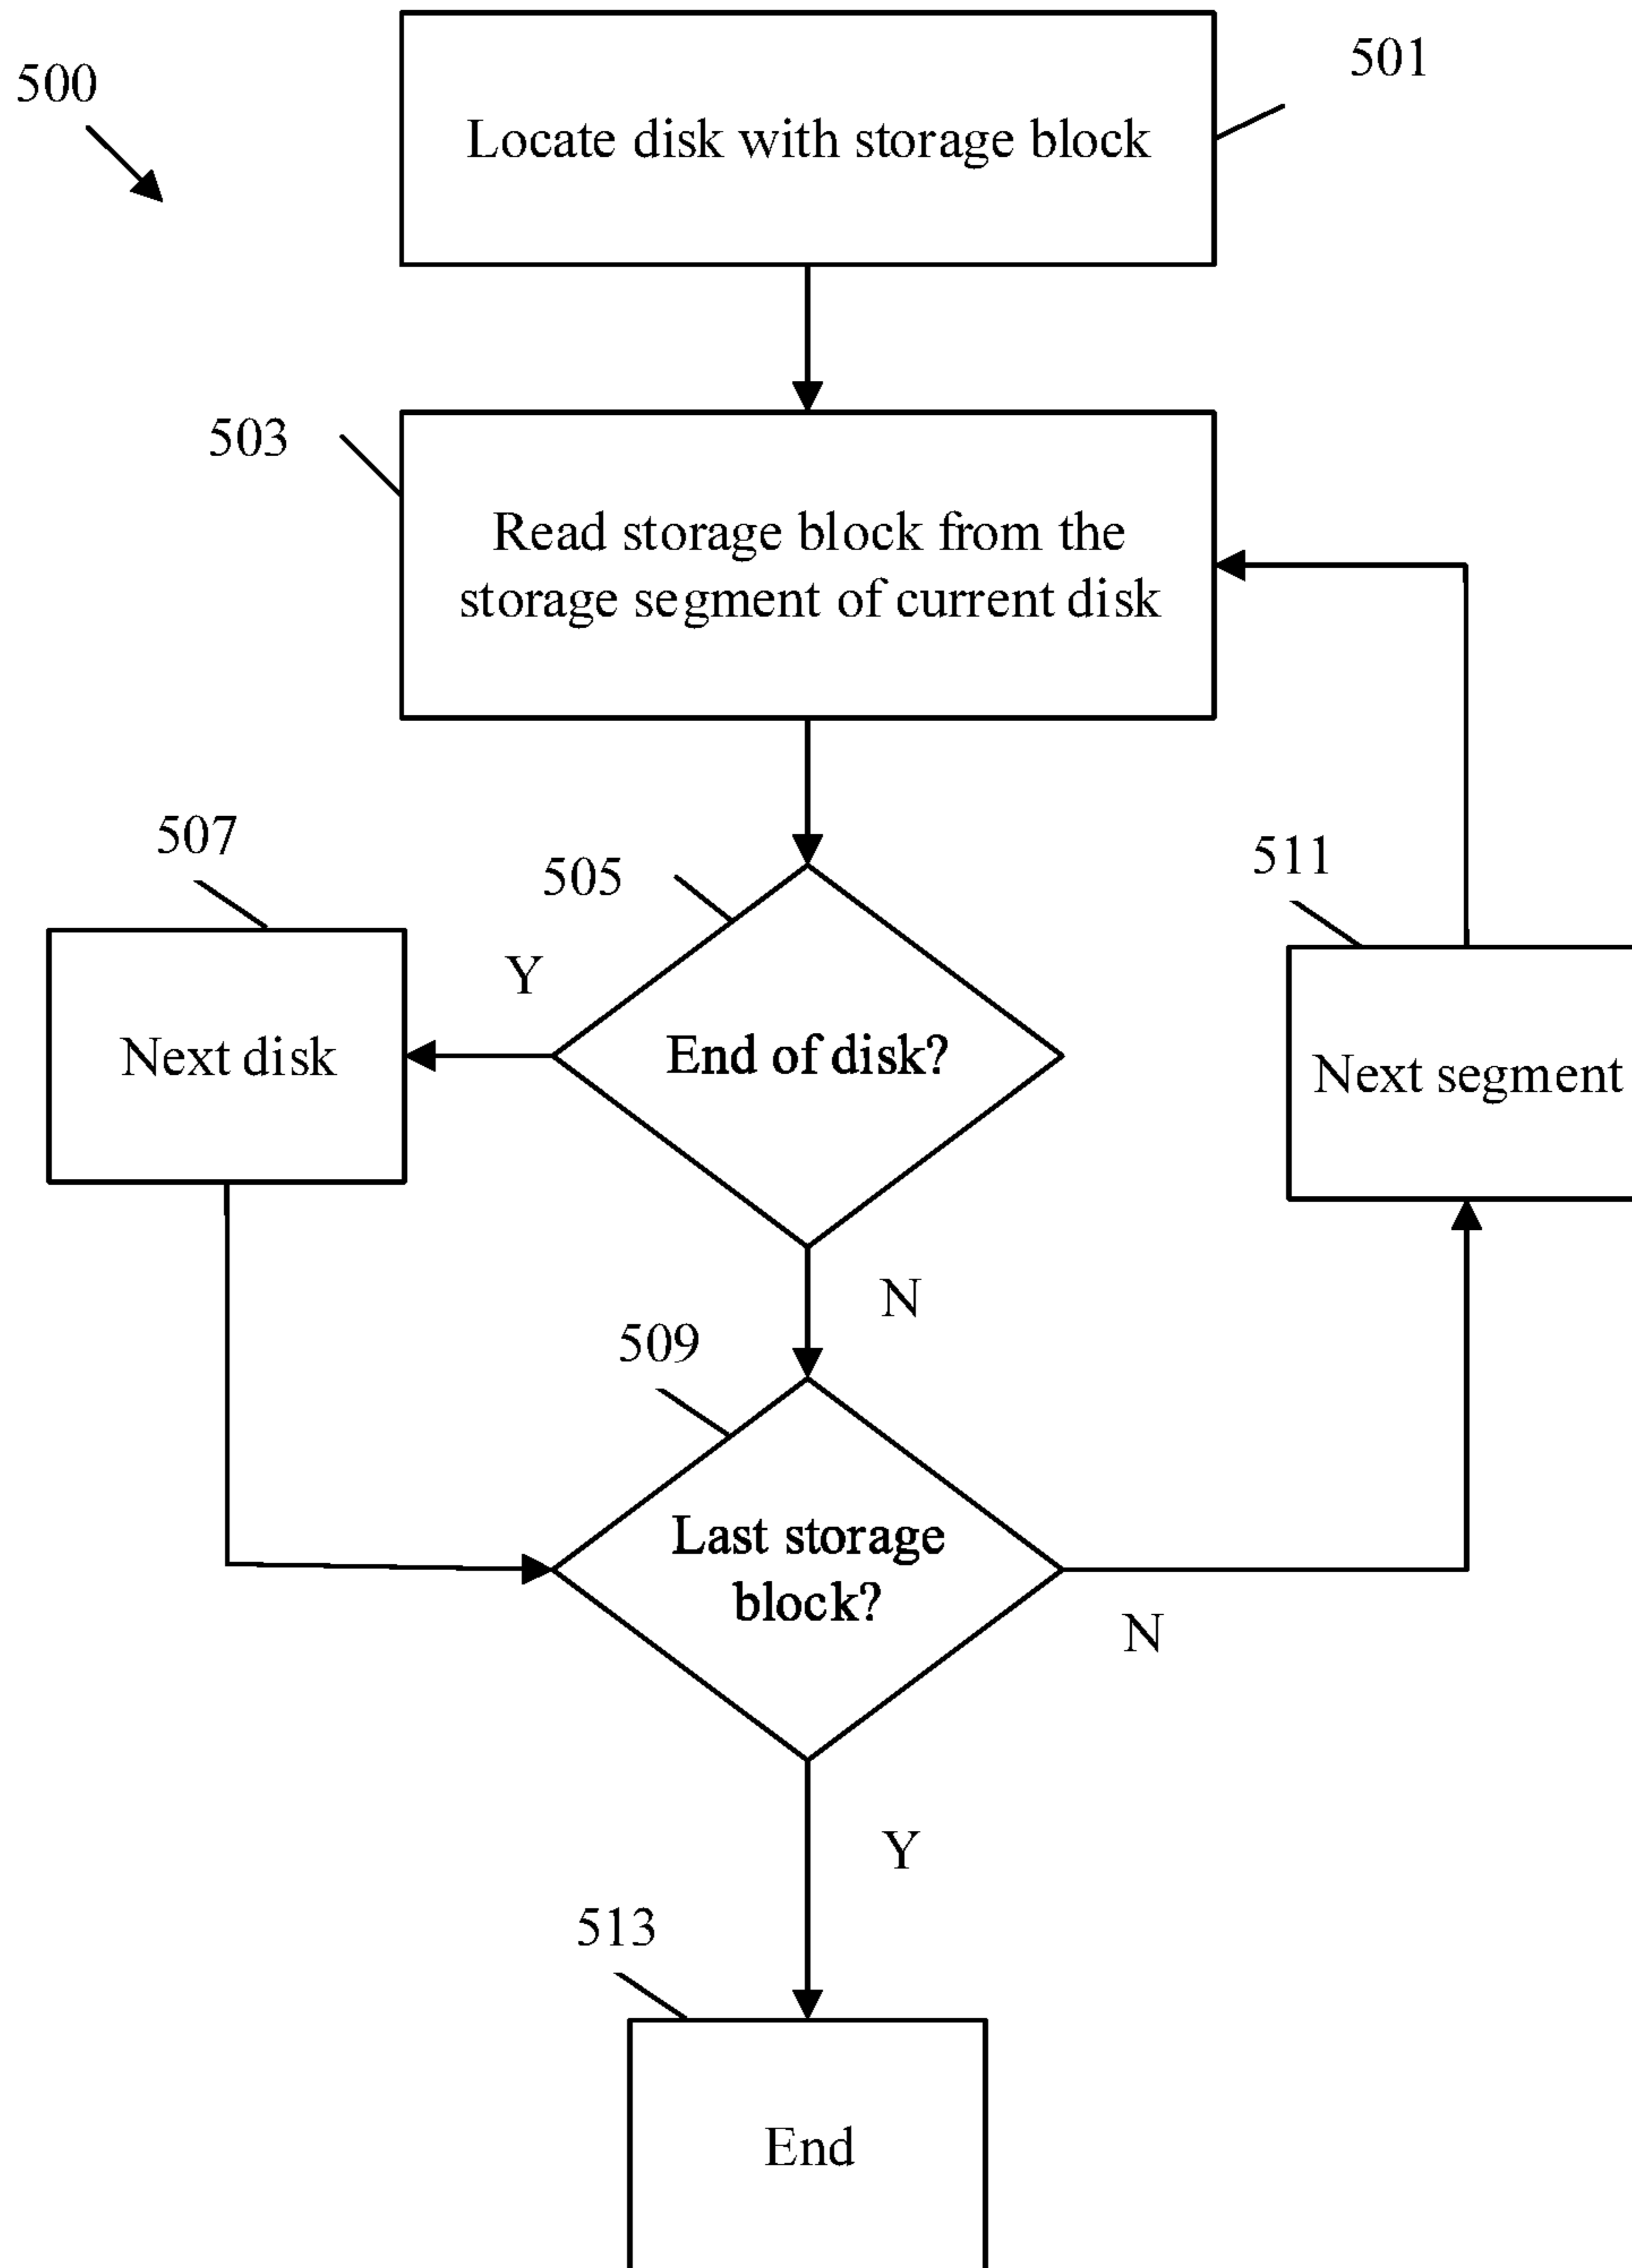 500
501
Locate disk with storage block
503
Read storage block from the
storage segment of current disk
507
505
511
Y
End of disk?
Next disk
Next segment
N
509
Last storage
block?
N
Y
513
End